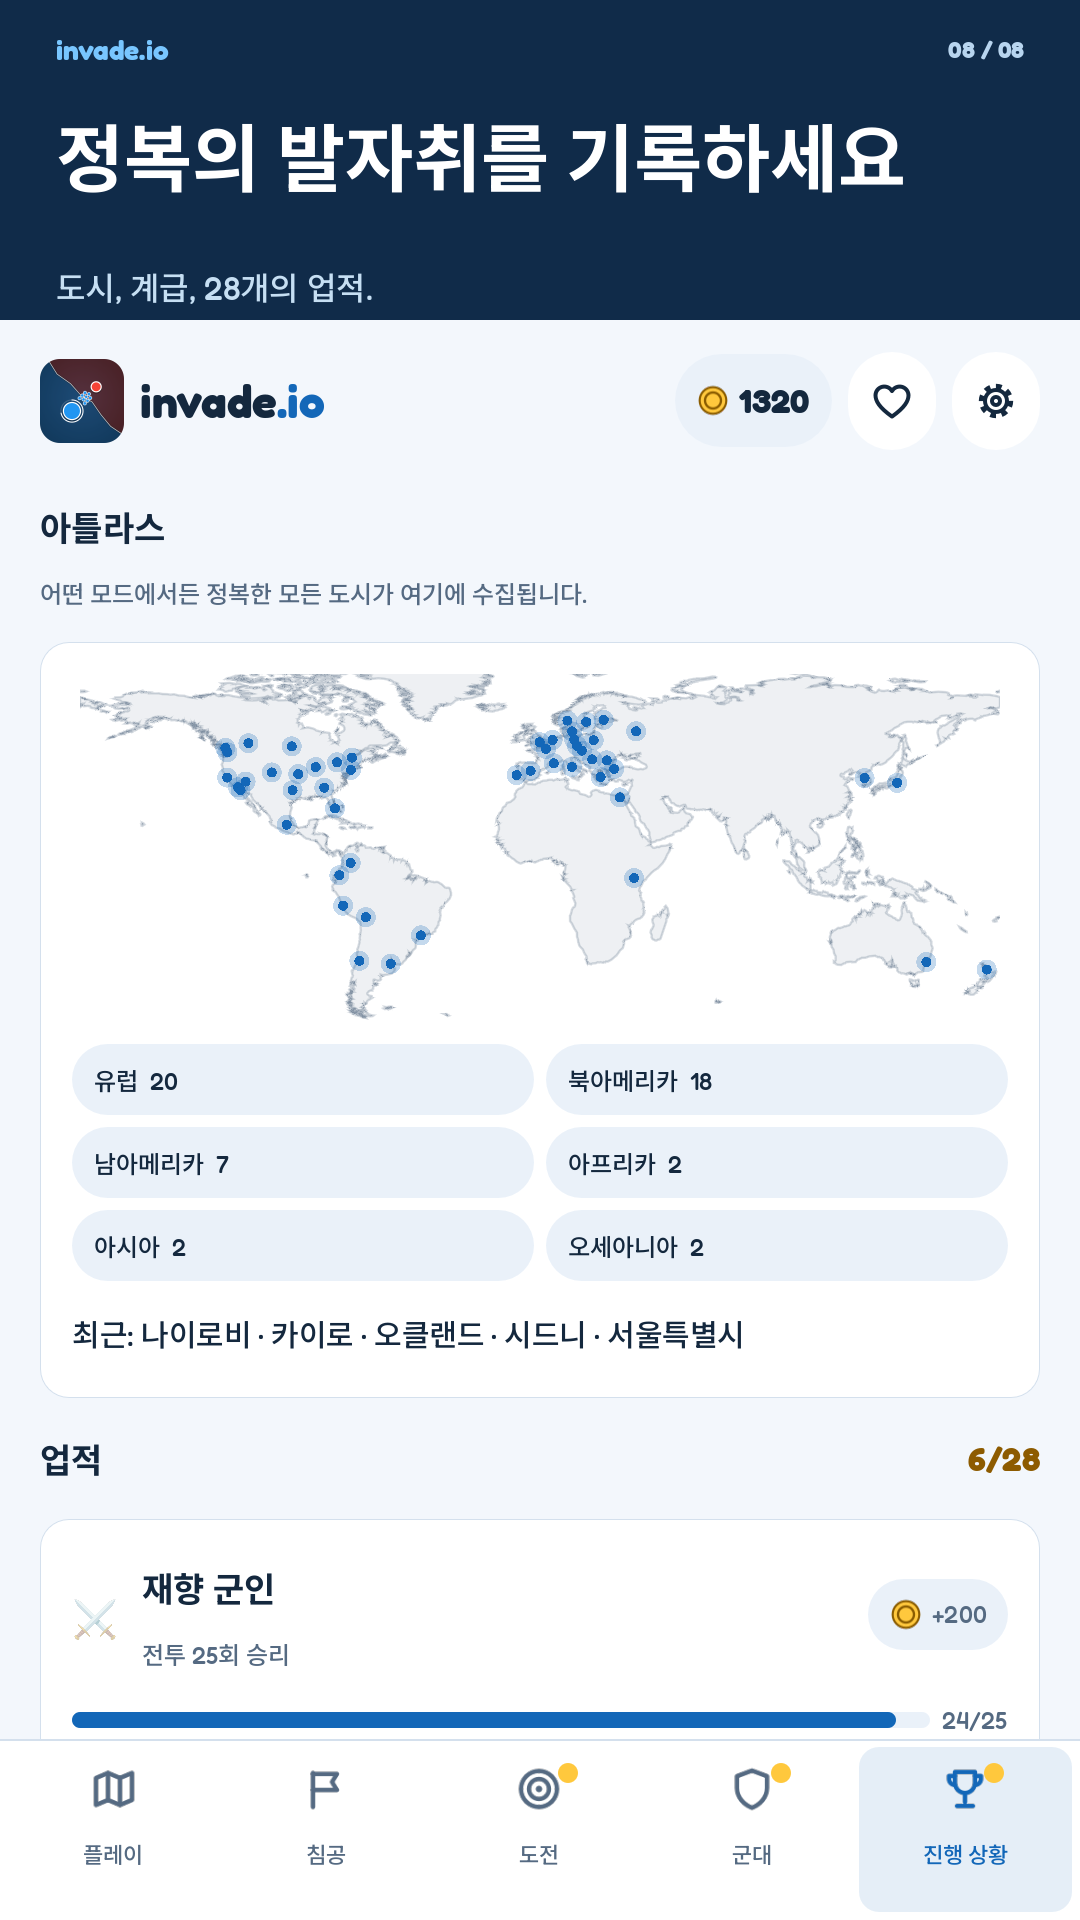 invade.io
08 / 08
정복의 발자취를 기록하세요
도시, 계급, 28개의 업적.
invade.io
1320
아틀라스
어떤 모드에서든 정복한 모든 도시가 여기에 수집됩니다.
유럽 20
북아메리카 18
남아메리카 7
아프리카 2
아시아 2
오세아니아 2
최근: 나이로비 · 카이로 · 오클랜드 · 시드니 · 서울특별시
업적
6/28
재향 군인
+200
전투 25회 승리
24/25
플레이
침공
도전
군대
진행 상황